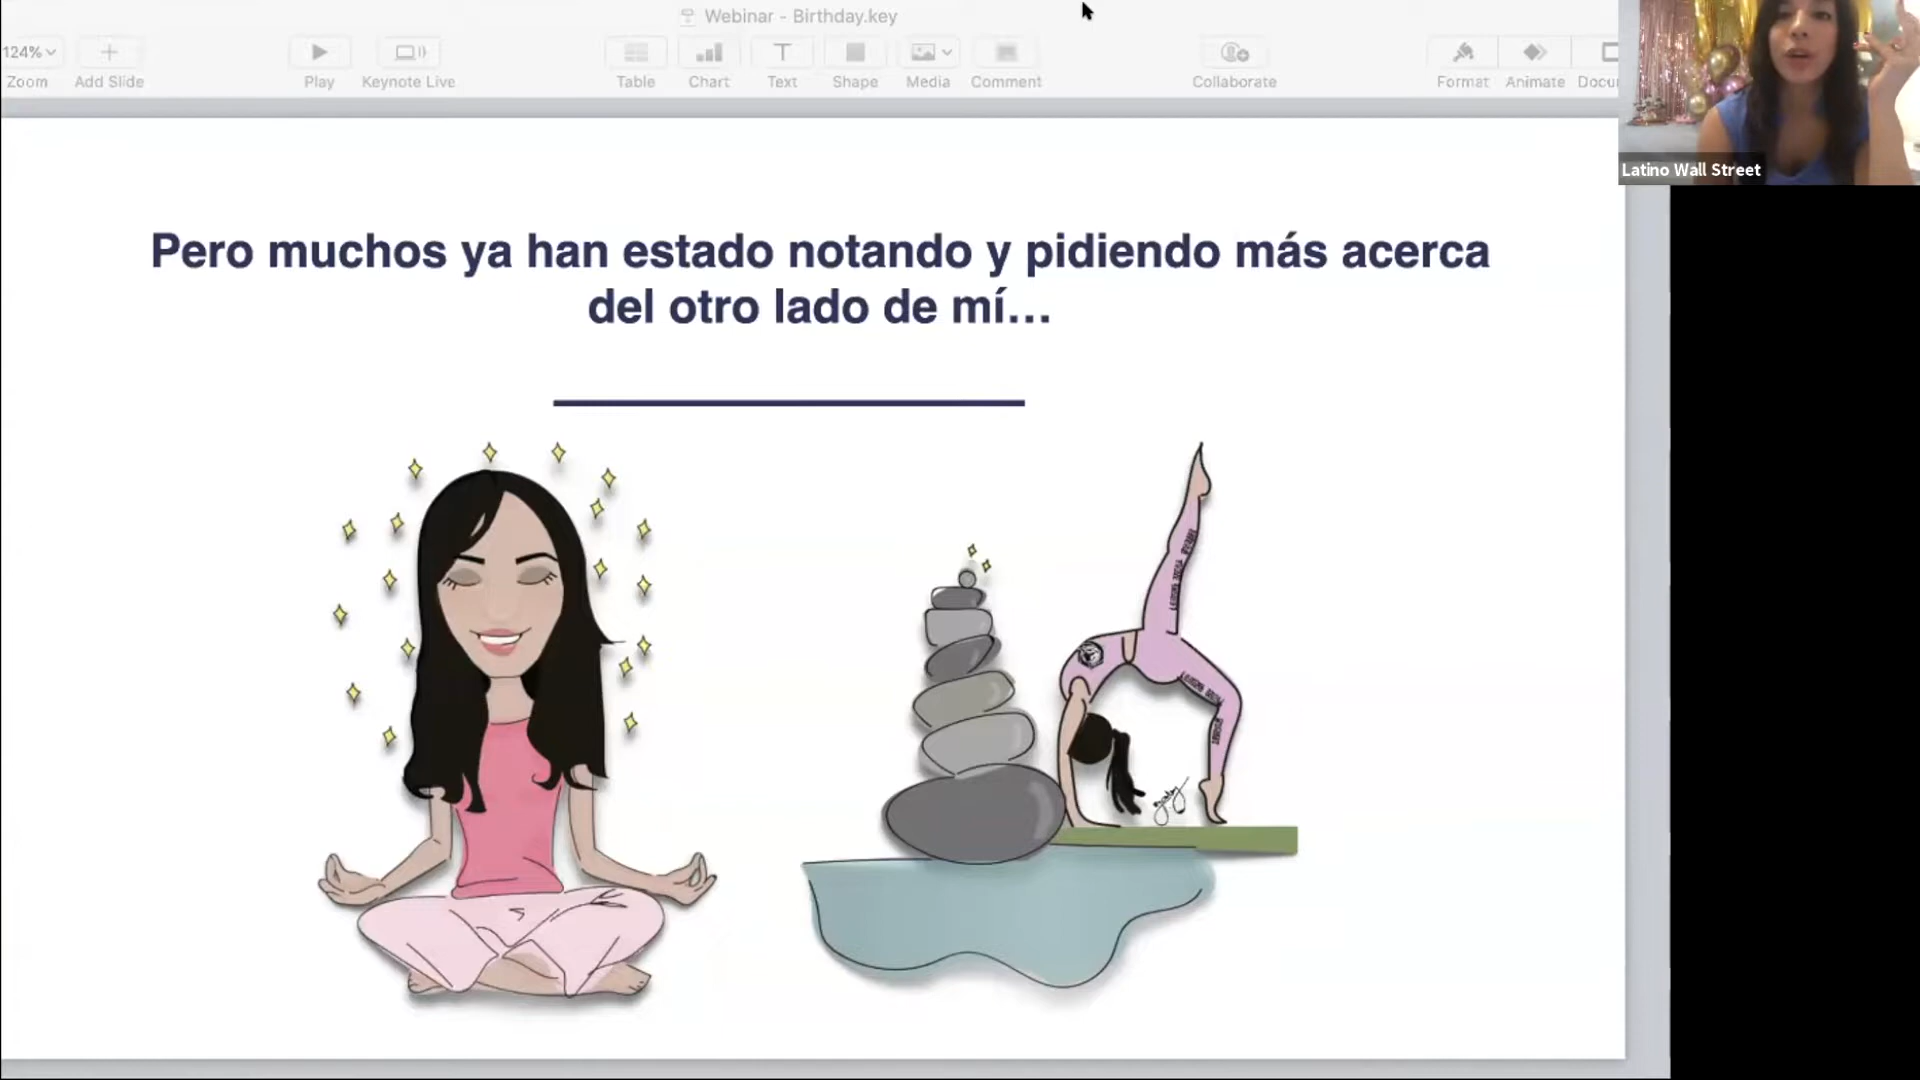 Webinar - Birthday.key
124%
Zoom
Add Slide
Play
Keynote Live
Table
Chart
Text
Shape
Media
Comment
Collaborate
Format
Animate
Docu
Latino Wall Street
Pero muchos ya han estado notando y pidiendo más acerca
del otro lado de mí...